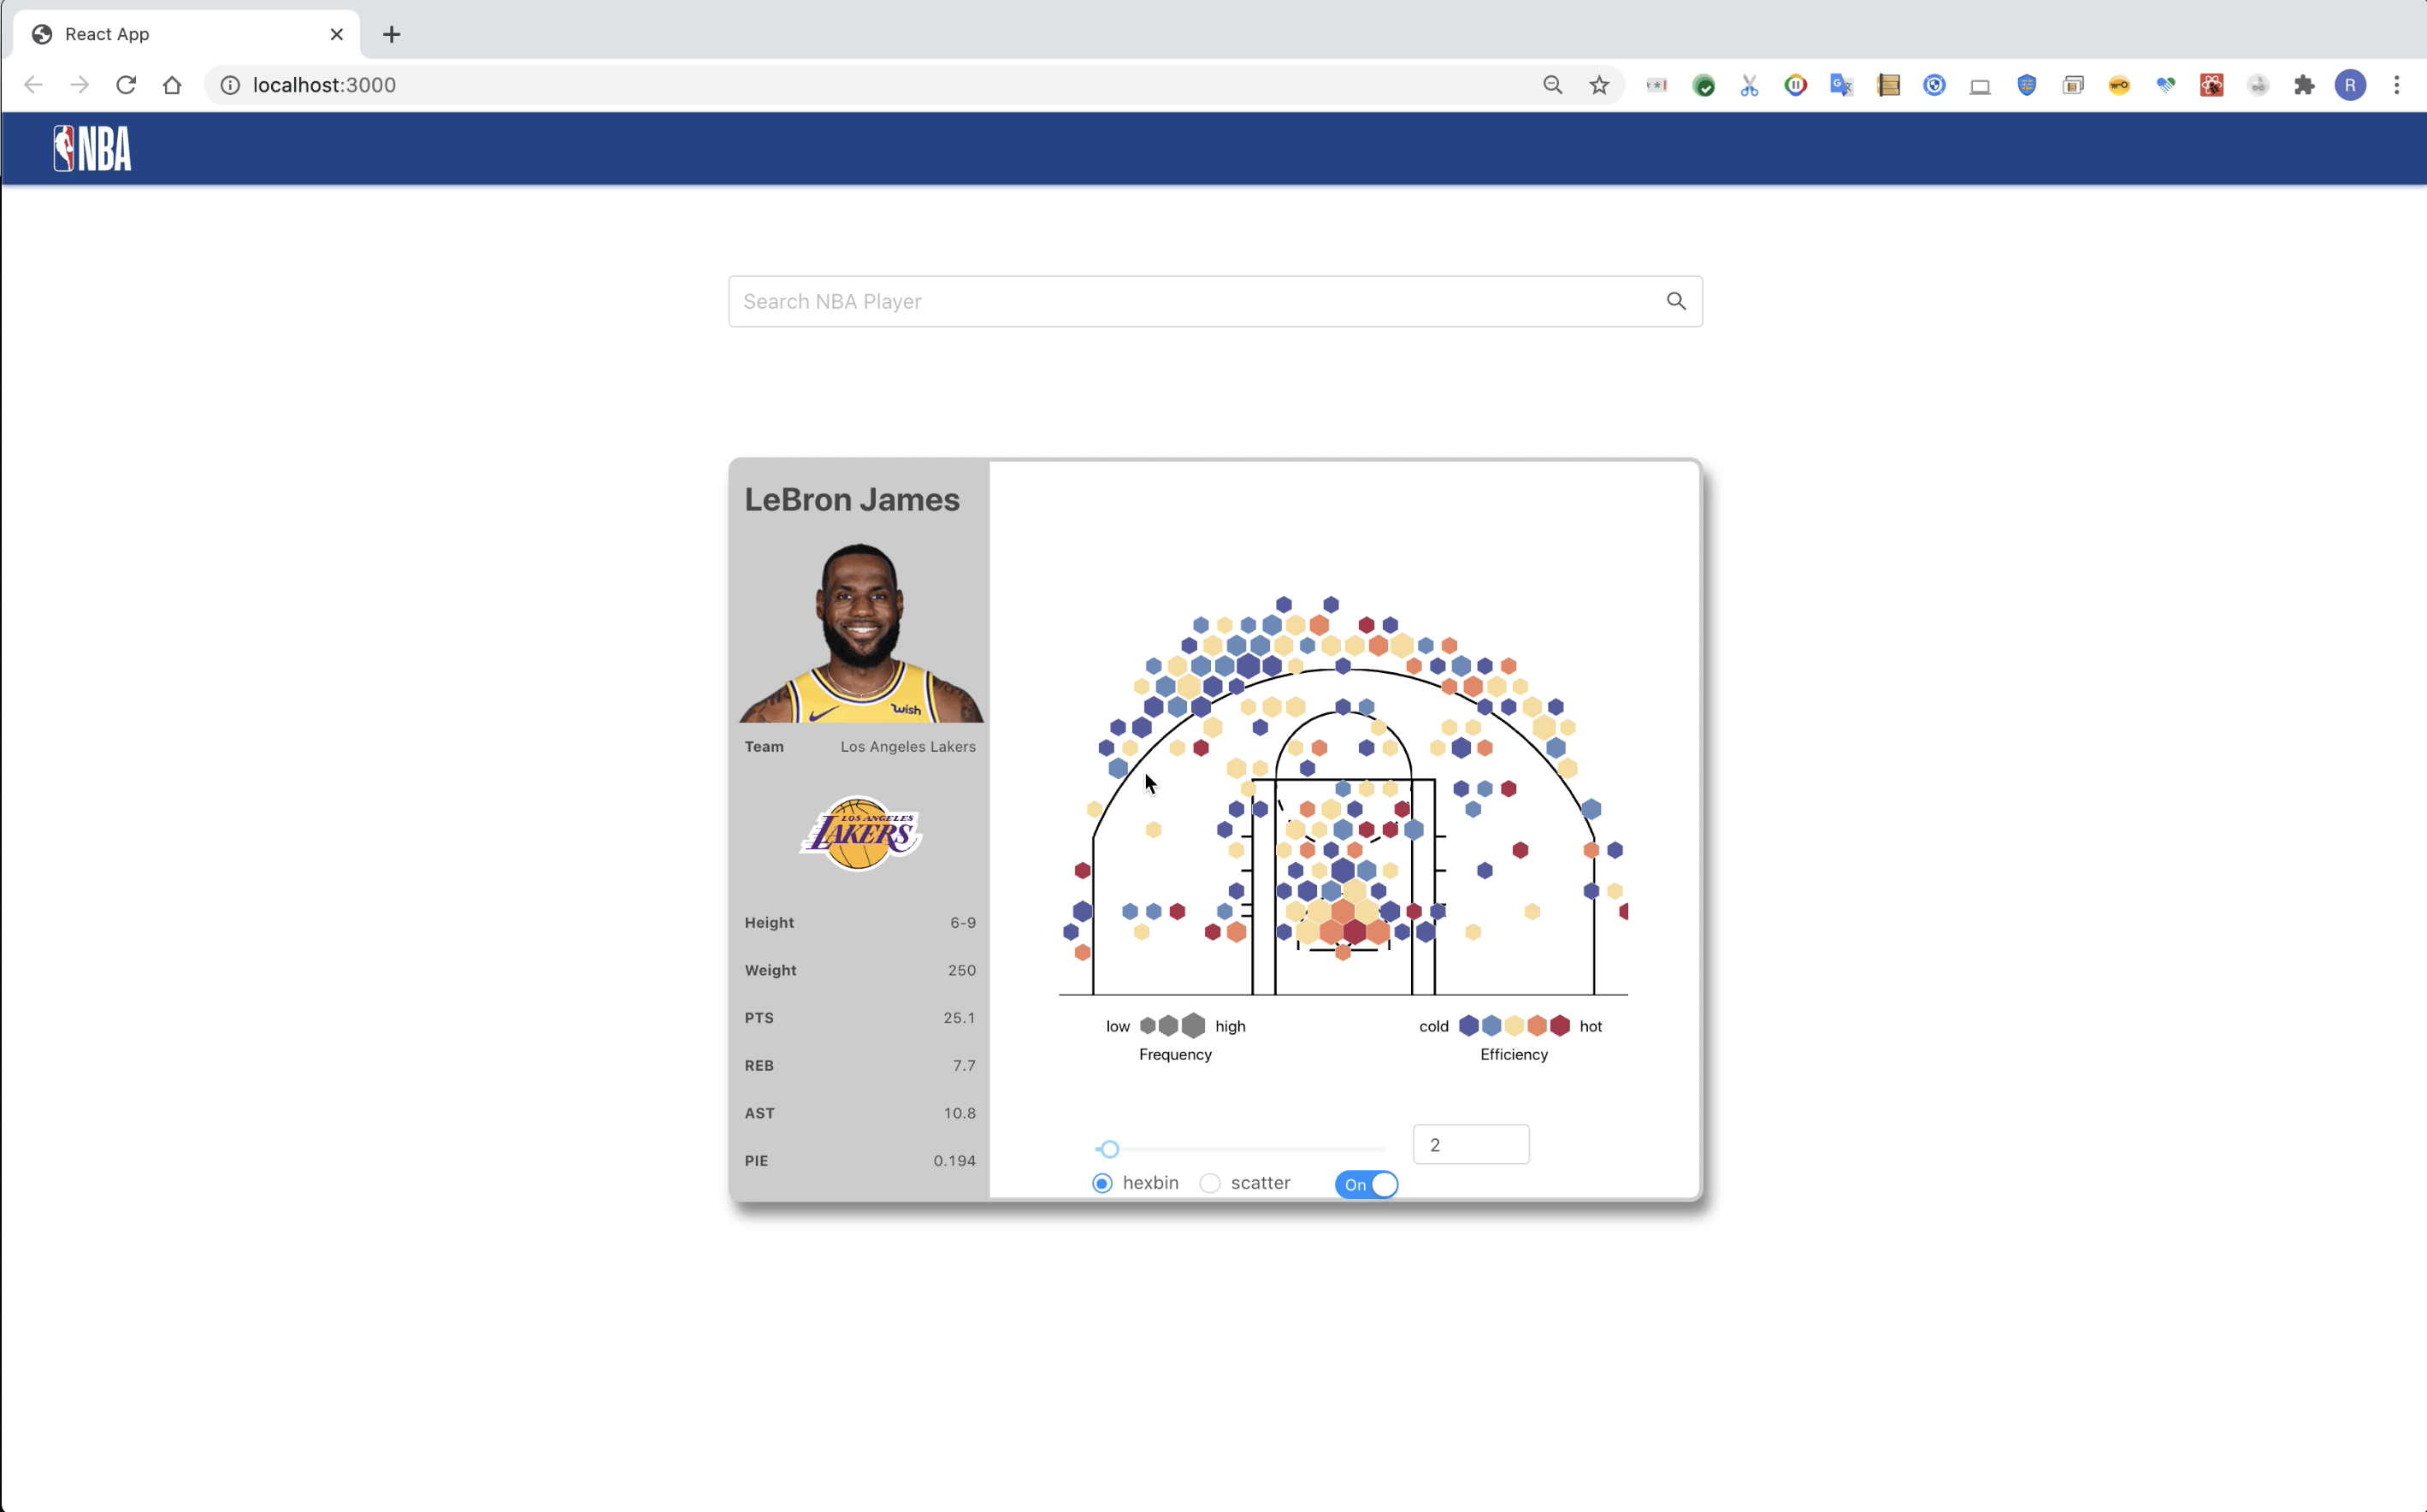 React App
localhost:3000
R
NBA
Search NBA Player
LeBron James
wish
Team Los Angeles Lakers
LOS ANGELES
LAKERS
Height 6-9
Weight 250
PTS 25.1
REB 7.7
AST 10.8
PIE 0.194
low high
Frequency
cold hot
Efficiency
2
hexbin scatter On